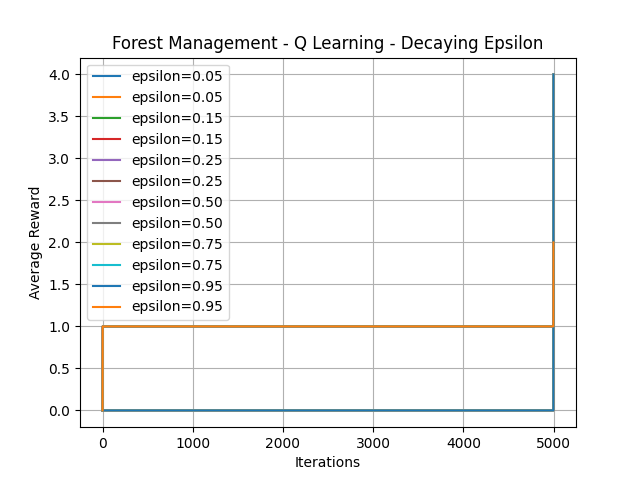 Forest Management - Q Learning - Decaying Epsilon
4.0
3.5
3.0
2.5
2.0
1.5
1.0
0.5
0.0
Average Reward
epsilon=0.05
epsilon=0.05
epsilon=0.15
epsilon=0.15
epsilon=0.25
epsilon=0.25
epsilon=0.50
epsilon=0.50
epsilon=0.75
epsilon=0.75
epsilon=0.95
epsilon=0.95
0 1000 2000 3000 4000 5000
Iterations